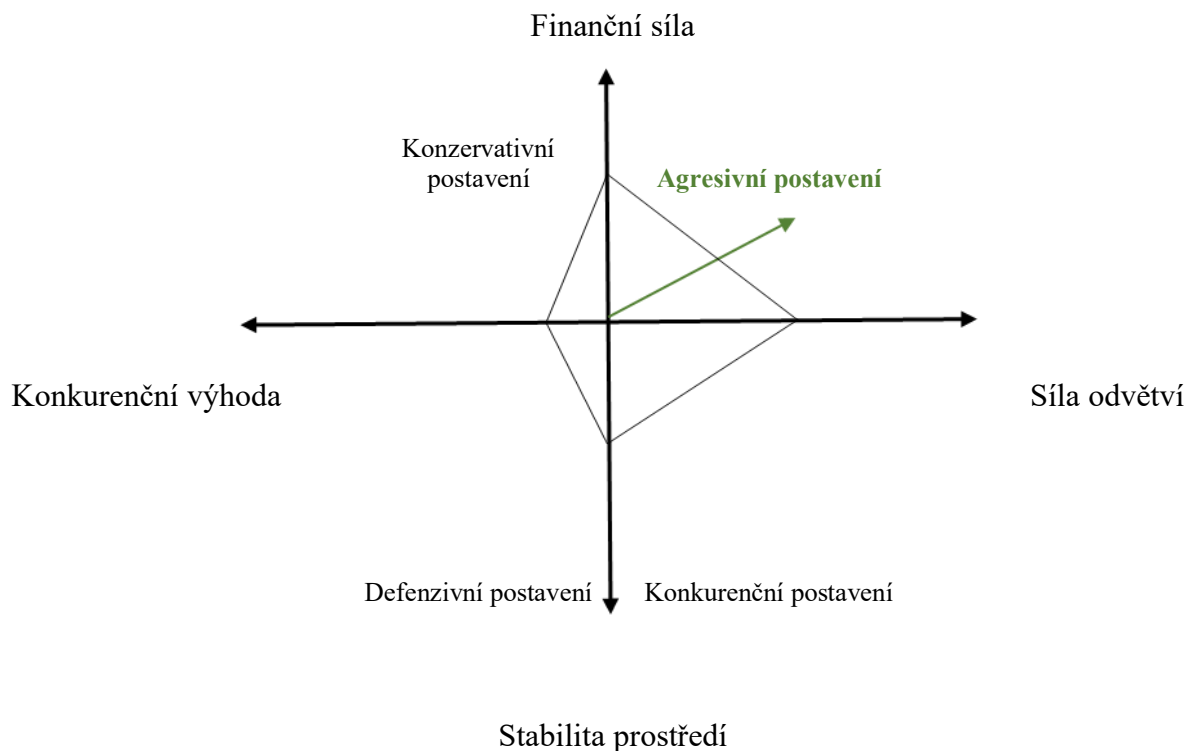 Finanční síla
Konzervativní
postavení
Agresivní postavení
Konkurenční výhoda
Síla odvětví
Defenzivní postavení
Konkurenční postavení
Stabilita prostředí